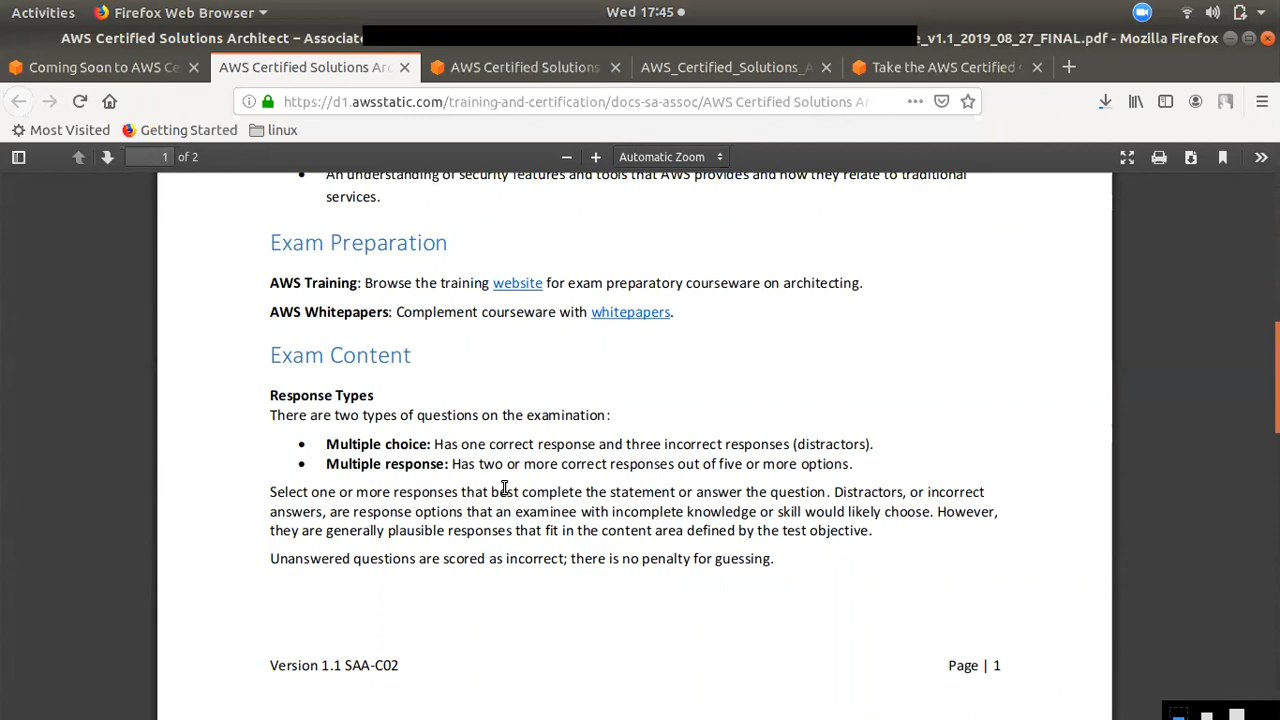 Activities Firefox Web Browser Wed 17:45
AWS Certified Solutions Architect – Associate _v1.1_2019_08_27_FINAL.pdf - Mozilla Firefox
Coming Soon to AWS Ce AWS Certified Solutions Arc AWS Certified Solutions AWS_Certified_Solutions_A Take the AWS Certified
https://d1.awsstatic.com/training-and-certification/docs-sa-assoc/AWS Certified Solutions Ar
Most Visited Getting Started linux
1 of 2 Automatic Zoom
• An understanding of security features and tools that AWS provides and how they relate to traditional
services.
Exam Preparation
AWS Training: Browse the training website for exam preparatory courseware on architecting.
AWS Whitepapers: Complement courseware with whitepapers.
Exam Content
Response Types
There are two types of questions on the examination:
• Multiple choice: Has one correct response and three incorrect responses (distractors).
• Multiple response: Has two or more correct responses out of five or more options.
Select one or more responses that best complete the statement or answer the question. Distractors, or incorrect
answers, are response options that an examinee with incomplete knowledge or skill would likely choose. However,
they are generally plausible responses that fit in the content area defined by the test objective.
Unanswered questions are scored as incorrect; there is no penalty for guessing.
Version 1.1 SAA-C02 Page | 1